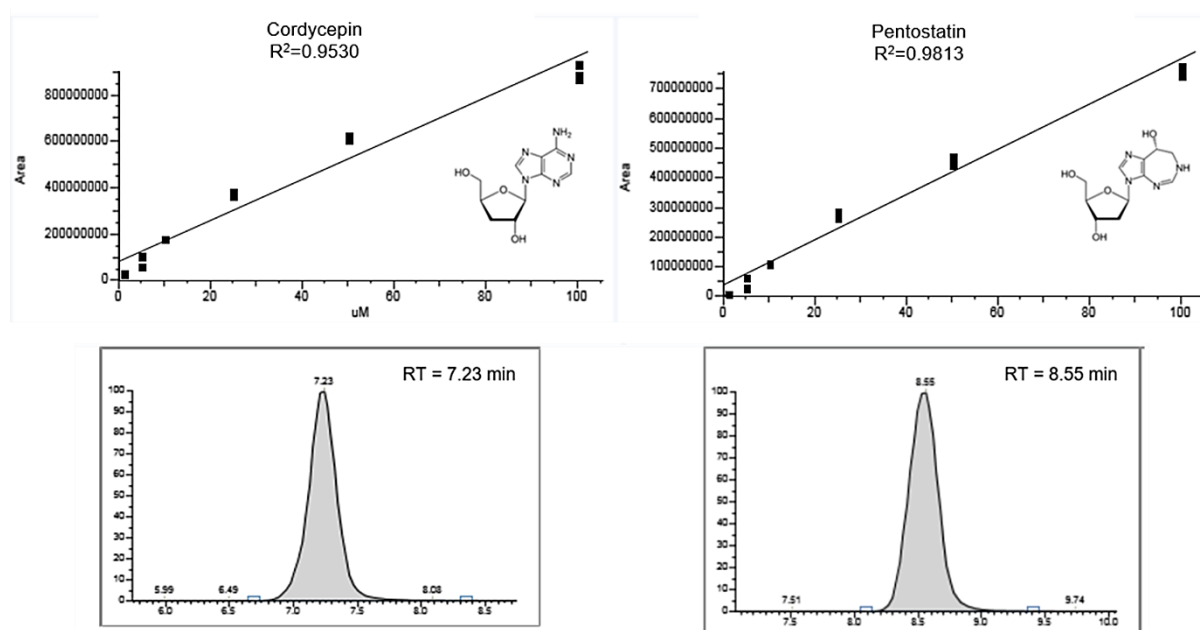 Cordycepin
R²=0.9530
Area
800000000
600000000
400000000
200000000
0
0 20 40 60 80 100
uM
NH₂
N N
N N
HO O
OH
Pentostatin
R²=0.9813
Area
700000000
600000000
500000000
400000000
300000000
200000000
100000000
0
0 20 40 60 80 100
HO
N NH
N N
HO O
OH
RT = 7.23 min
7.23
100
90
80
70
60
50
40
30
20
10
0
5.99 6.49 8.08
6.0 6.5 7.0 7.5 8.0 8.5
RT = 8.55 min
8.55
100
90
80
70
60
50
40
30
20
10
0
7.51 9.74
7.5 8.0 8.5 9.0 9.5 10.0